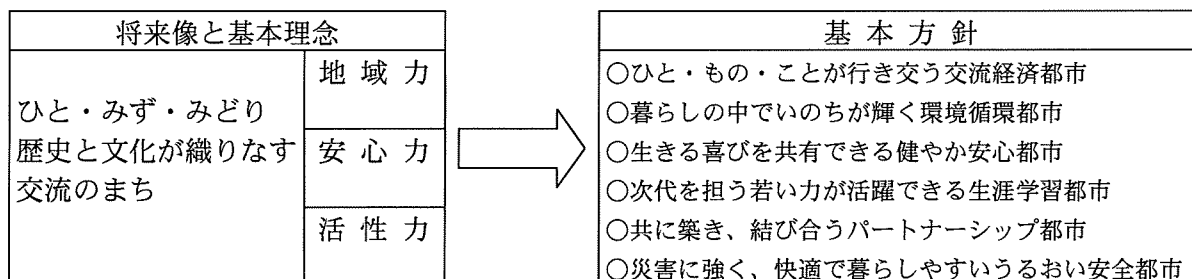 将来像と基本理念
ひと・みず・みどり
歴史と文化が織りなす
交流のまち
地域力
安心力
活性力
基本方針
○ひと・もの・ことが行き交う交流経済都市
○暮らしの中でいのちが輝く環境循環都市
○生きる喜びを共有できる健やか安心都市
○次代を担う若い力が活躍できる生涯学習都市
○共に築き、結び合うパートナーシップ都市
○災害に強く、快適で暮らしやすいうるおい安全都市